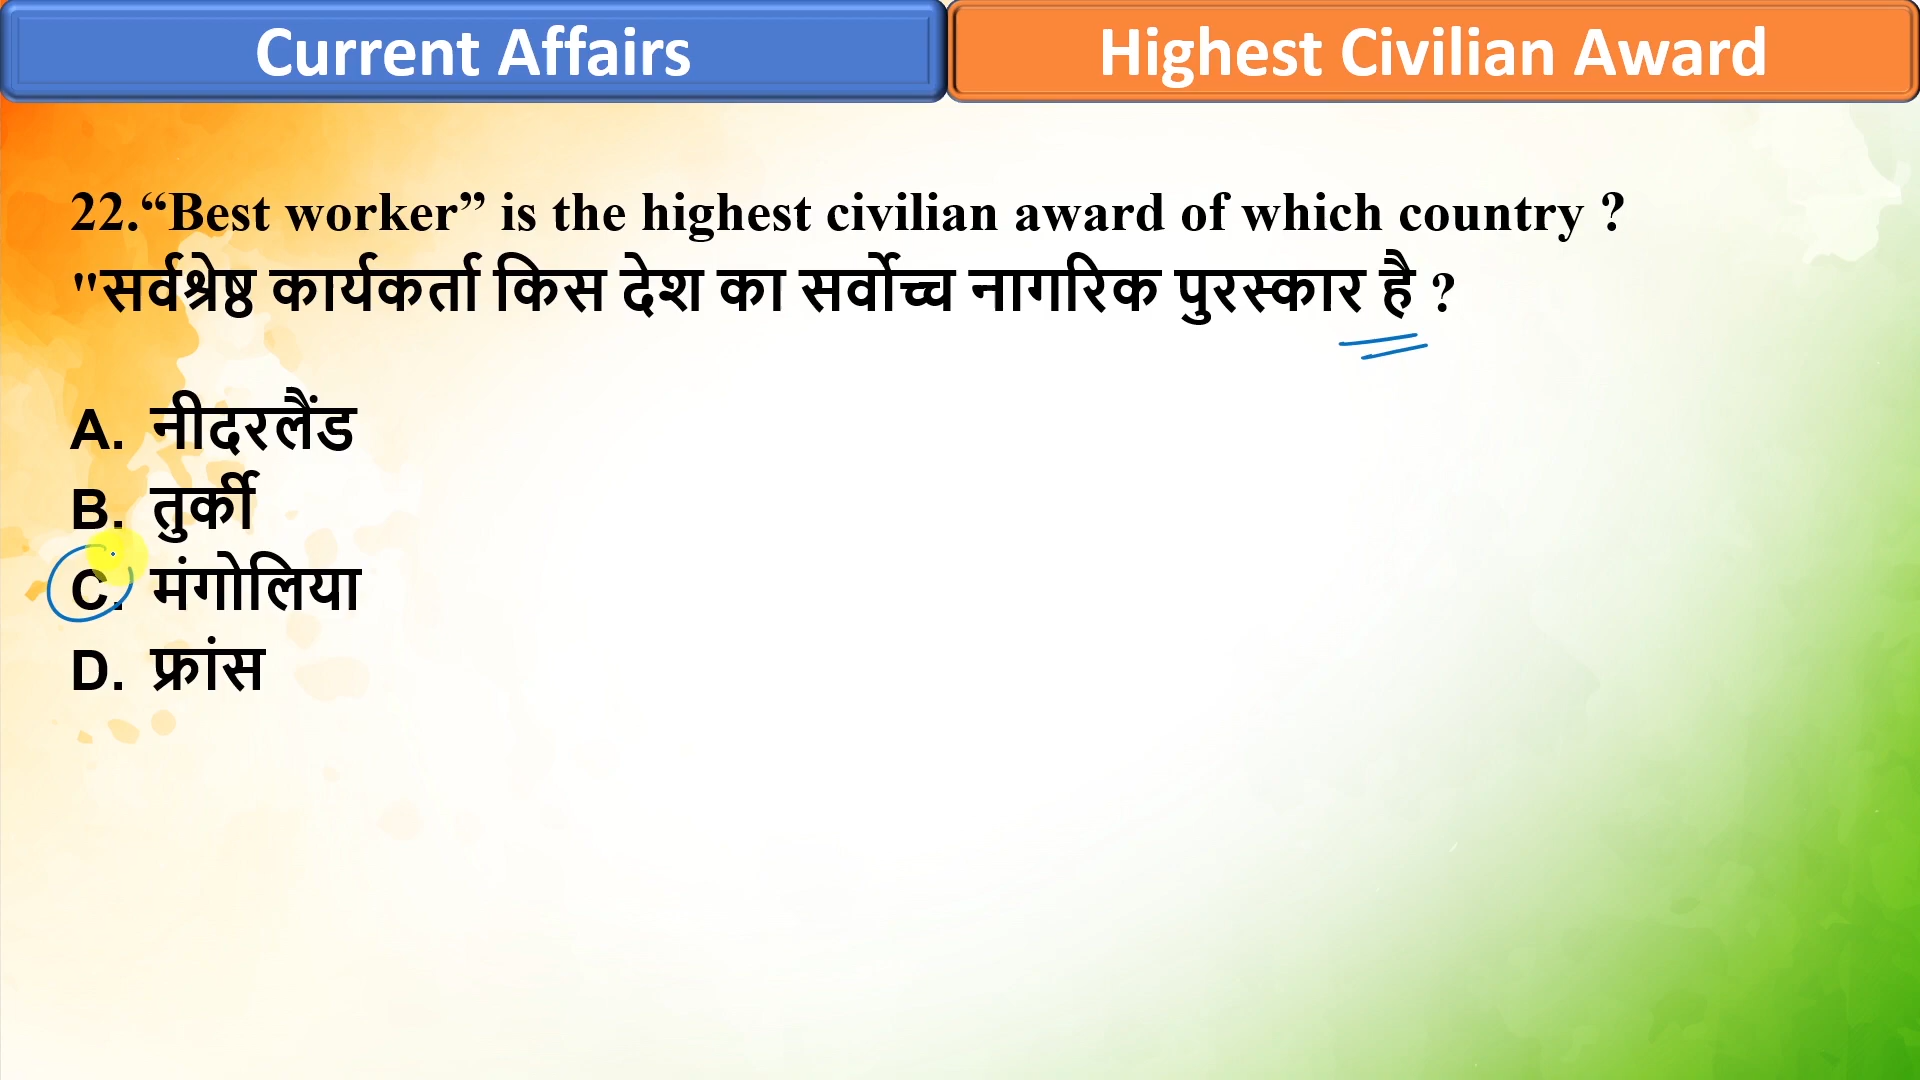 Current Affairs
Highest Civilian Award
22.“Best worker” is the highest civilian award of which country ?
"सर्वश्रेष्ठ कार्यकर्ता किस देश का सर्वोच्च नागरिक पुरस्कार है ?
A. नीदरलैंड
B. तुर्की
C. मंगोलिया
D. फ्रांस